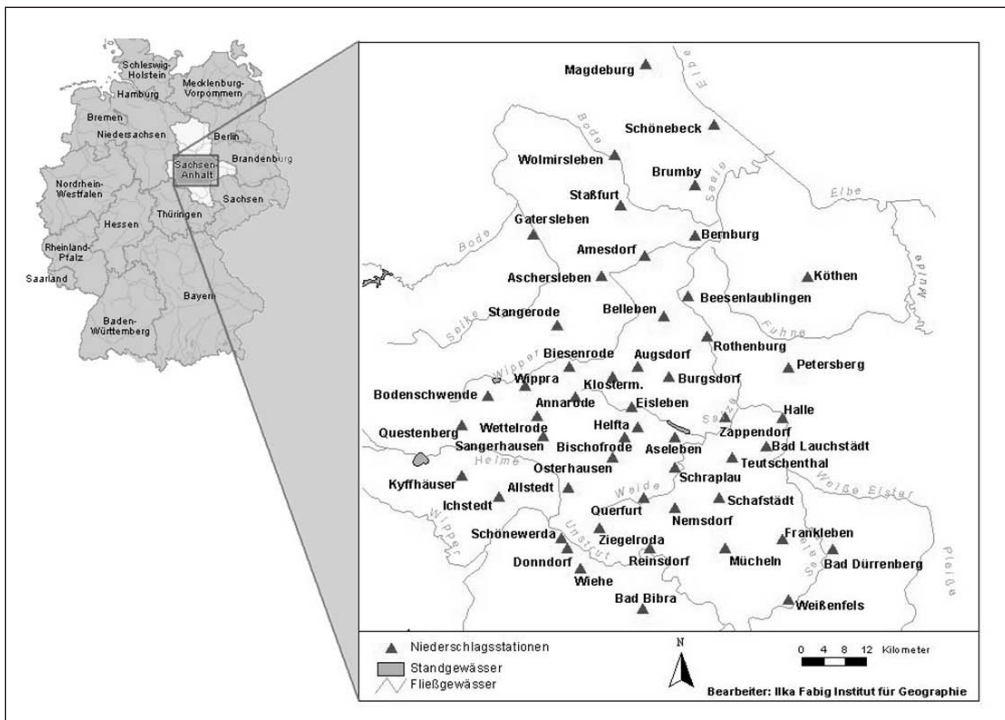 Schleswig-
Holstein
Mecklenburg-
Vorpommern
Hamburg
Bremen
Niedersachsen
Berlin
Brandenburg
Sachsen-
Anhalt
Nordrhein-
Westfalen
Sachsen
Thüringen
Hessen
Rheinland-
Pfalz
Saarland
Bayern
Baden-
Württemberg
Magdeburg
Elbe
Schönebeck
Bode
Wolmirsleben
Brumby
Saale
Elbe
Staßfurt
Gatersleben
Bernburg
Bode
Amesdorf
Aschersleben
Köthen
Mulde
Beesenlaublingen
Belleben
Selke
Stangerode
Fuhne
Rothenburg
Biesenrode
Augsdorf
Petersberg
Wipper
Wippra
Klosterm.
Burgsdorf
Bodenschwende
Annarode
Eisleben
Salza
Halle
Questenberg
Wettelrode
Helfta
Zappendorf
Sangerhausen
Bischofrode
Aseleben
Bad Lauchstädt
Helme
Osterhausen
Teutschenthal
Schraplau
Weiße Elster
Kyffhäuser
Allstedt
Weida
Ichstedt
Querfurt
Schafstädt
Nemsdorf
Wipper
Schönewerda
Unstrut
Ziegelroda
Frankleben
Saale
Donndorf
Reinsdorf
Mücheln
Bad Dürrenberg
Pleiße
Wiehe
Bad Bibra
Weißenfels
Niederschlagsstationen
Standgewässer
Fließgewässer
N
0 4 8 12 Kilometer
Bearbeiter: Ilka Fabig Institut für Geographie